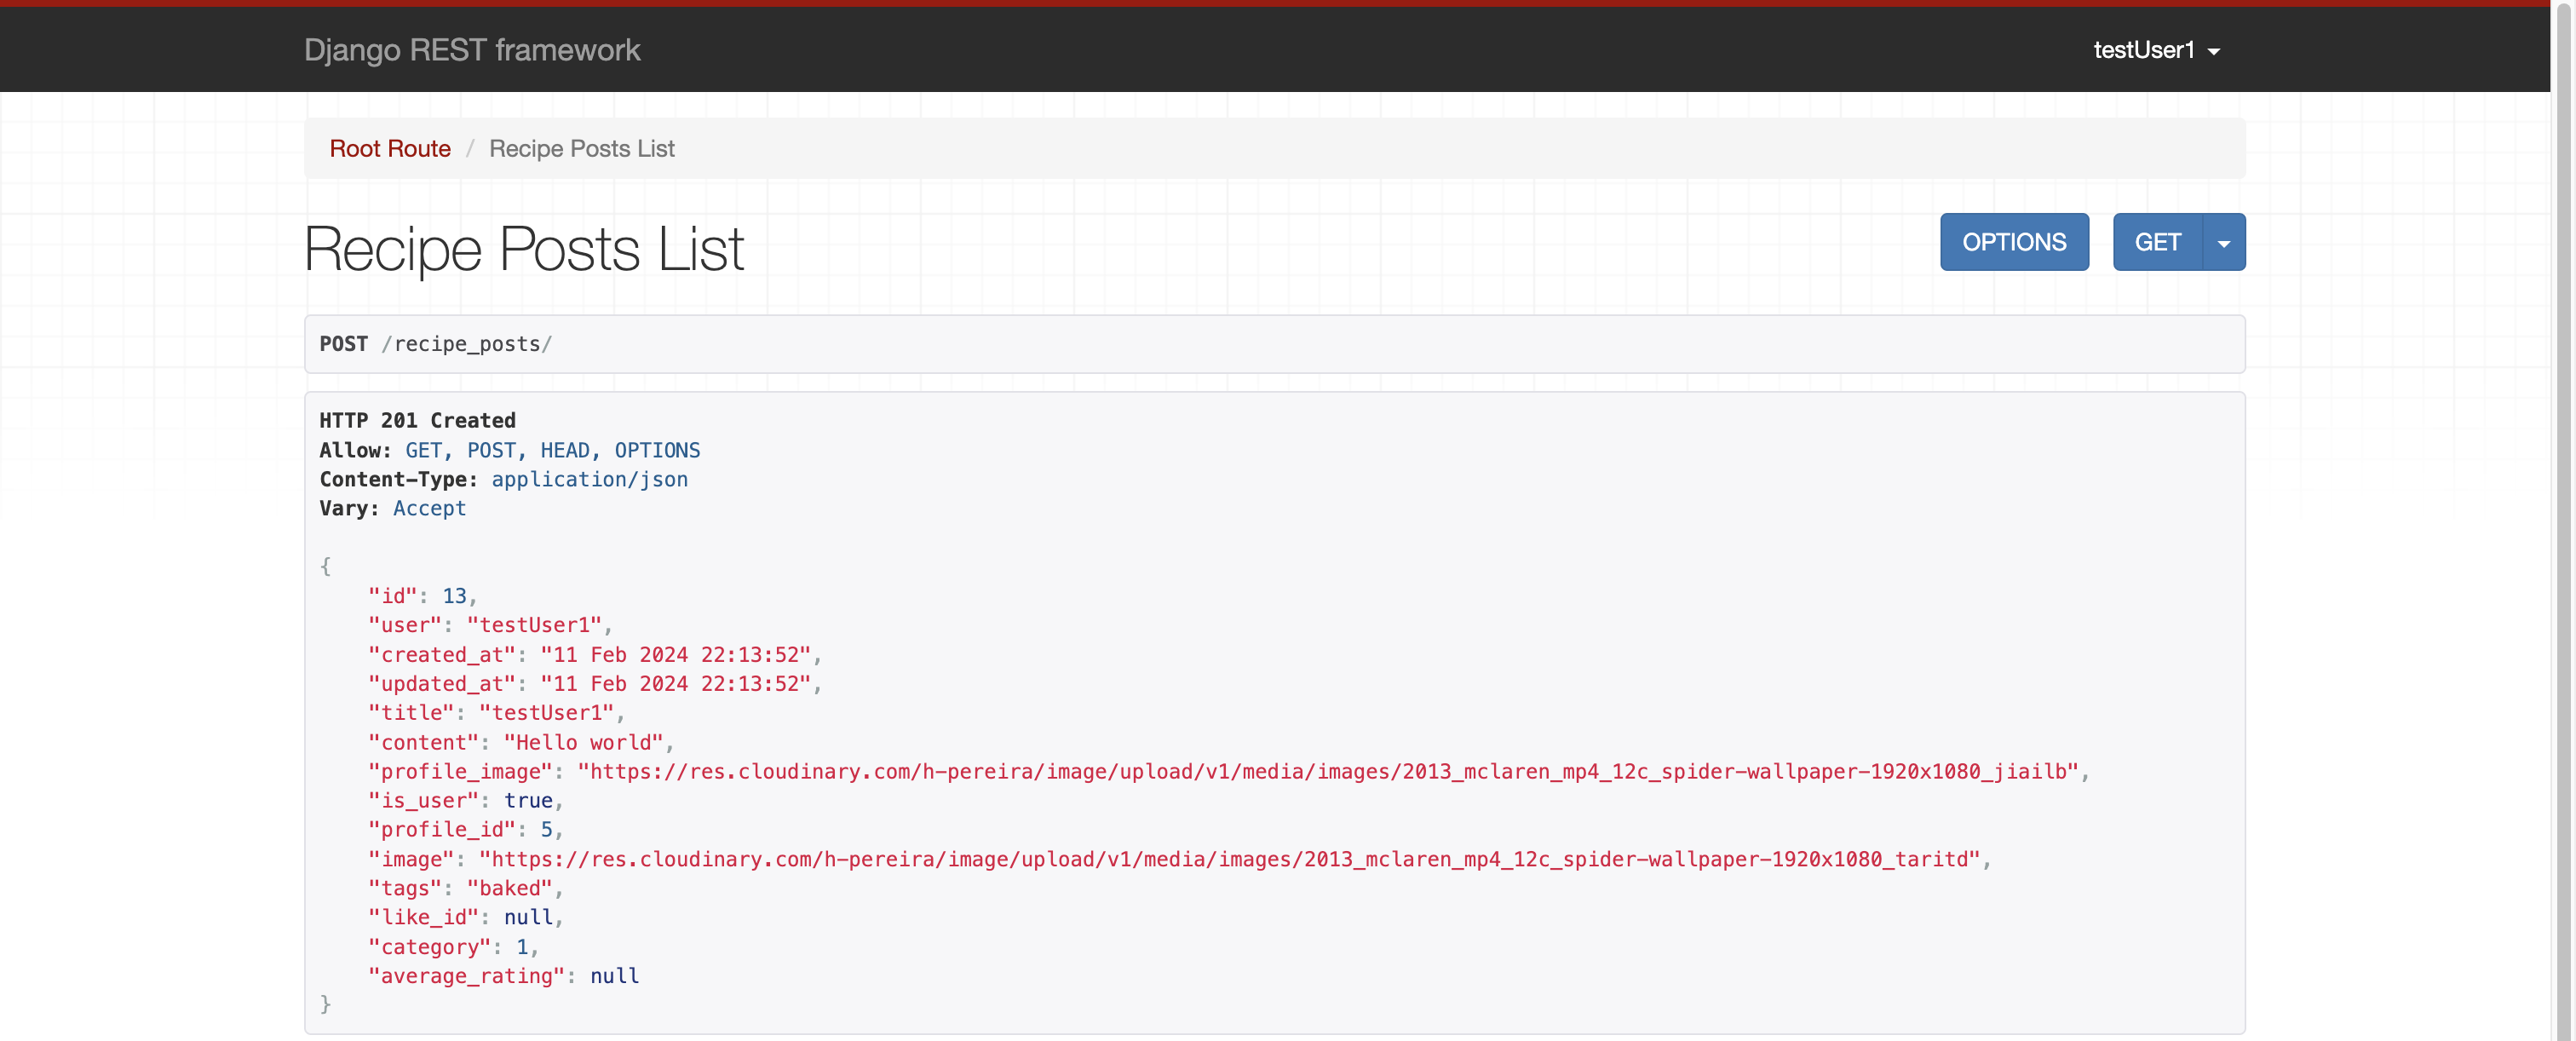 Django REST framework
testUser1
Root Route / Recipe Posts List
Recipe Posts List
OPTIONS
GET
POST /recipe_posts/
HTTP 201 Created
Allow: GET, POST, HEAD, OPTIONS
Content-Type: application/json
Vary: Accept
{
    "id": 13,
    "user": "testUser1",
    "created_at": "11 Feb 2024 22:13:52",
    "updated_at": "11 Feb 2024 22:13:52",
    "title": "testUser1",
    "content": "Hello world",
    "profile_image": "https://res.cloudinary.com/h-pereira/image/upload/v1/media/images/2013_mclaren_mp4_12c_spider-wallpaper-1920x1080_jiailb",
    "is_user": true,
    "profile_id": 5,
    "image": "https://res.cloudinary.com/h-pereira/image/upload/v1/media/images/2013_mclaren_mp4_12c_spider-wallpaper-1920x1080_taritd",
    "tags": "baked",
    "like_id": null,
    "category": 1,
    "average_rating": null
}